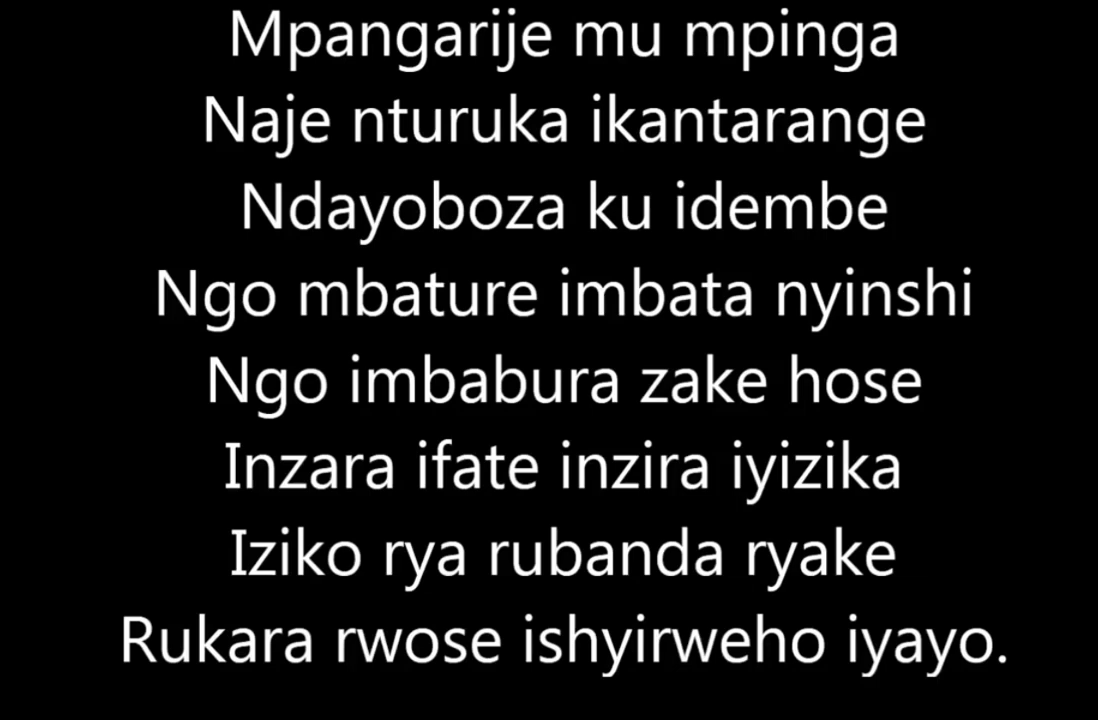 Mpangarije mu mpinga
Naje nturuka ikantarange
Ndayoboza ku idembe
Ngo mbature imbata nyinshi
Ngo imbabura zake hose
Inzara ifate inzira iyizika
Iziko rya rubanda ryake
Rukara rwose ishyirweho iyayo.